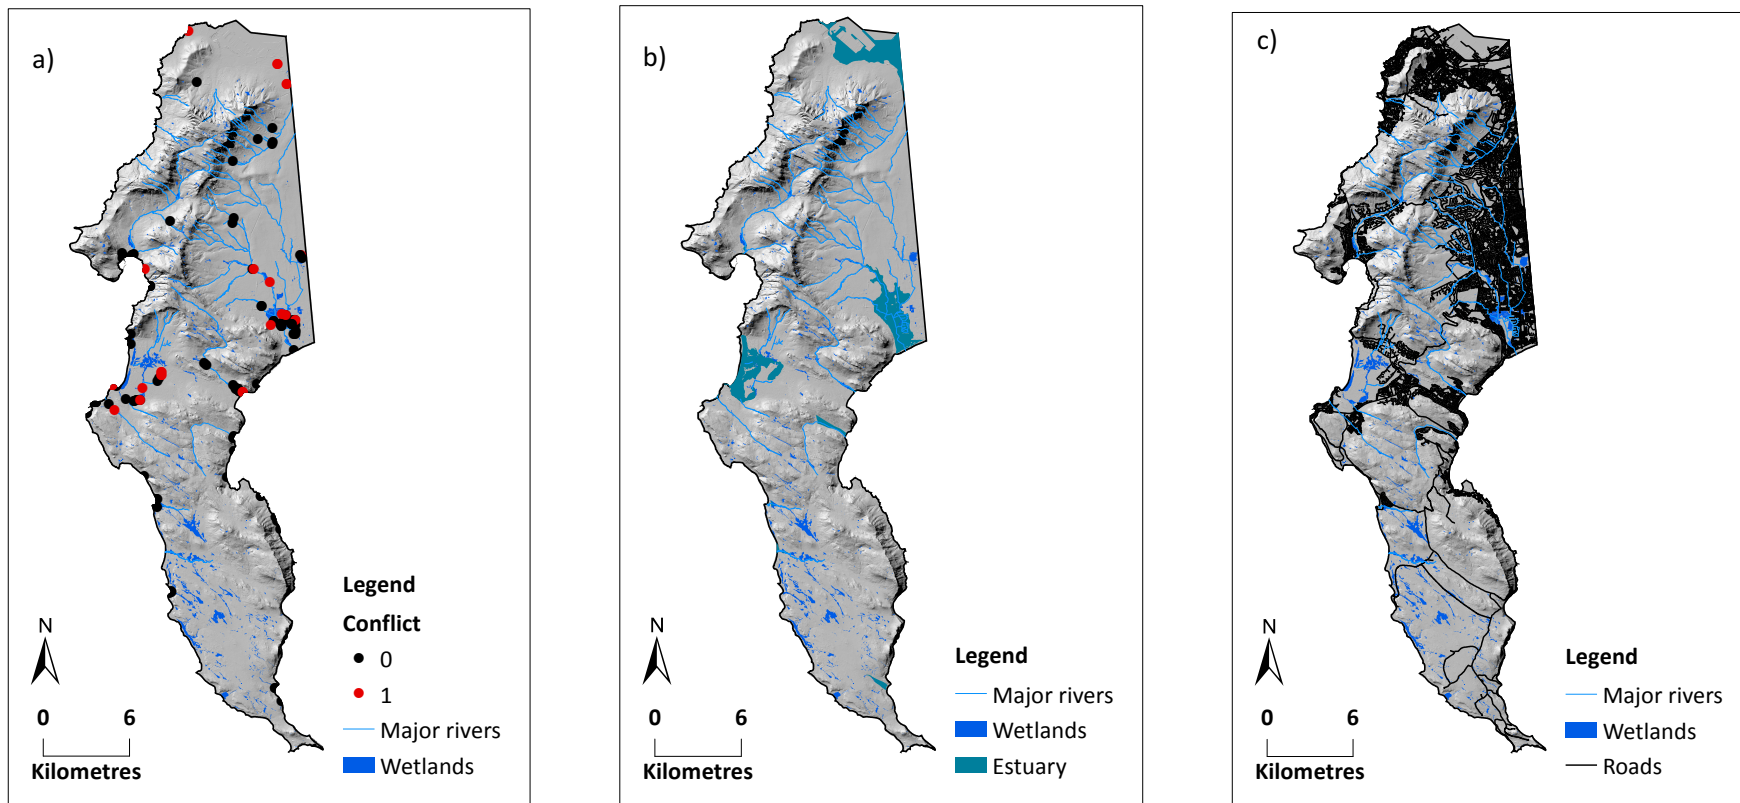 a)
N
0 6
Kilometres
Legend
Conflict
0
1
Major rivers
Wetlands
b)
N
0 6
Kilometres
Legend
Major rivers
Wetlands
Estuary
c)
N
0 6
Kilometres
Legend
Major rivers
Wetlands
Roads